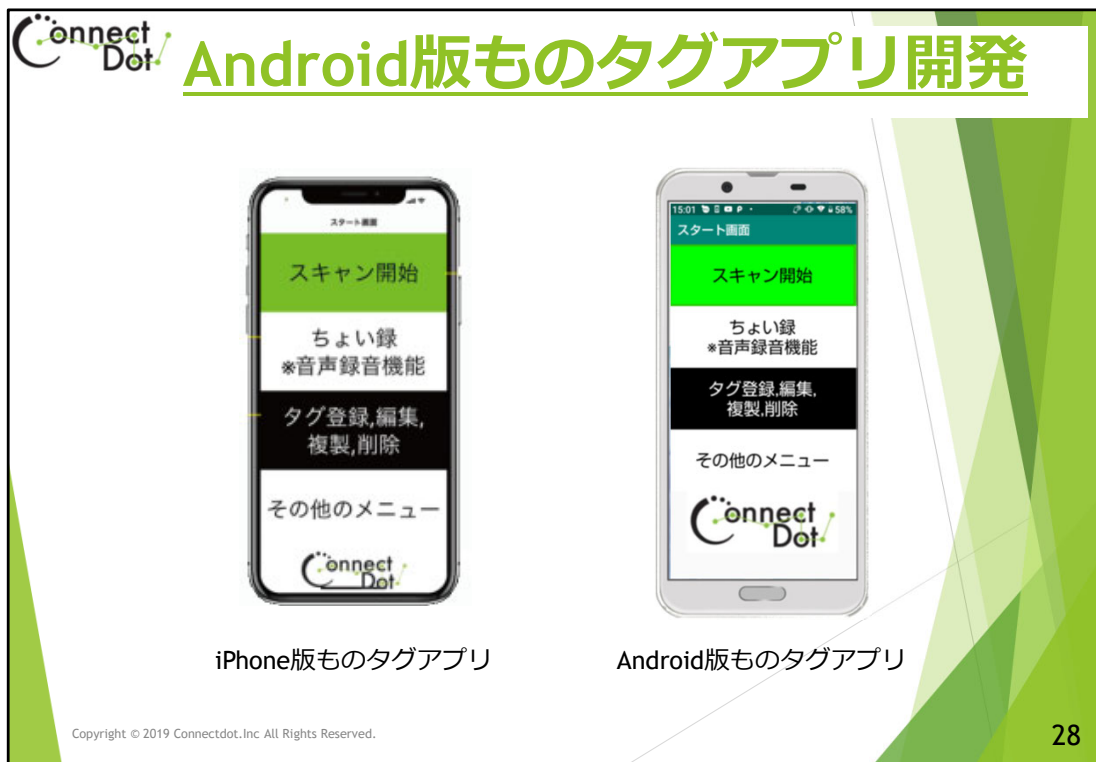 Connect
Dot
Android版ものタグアプリ開発
スタート画面
スキャン開始
ちょい録
※音声録音機能
タグ登録,編集,
複製,削除
その他のメニュー
Connect
Dot
iPhone版ものタグアプリ
15:01
58%
スタート画面
スキャン開始
ちょい録
※音声録音機能
タグ登録,編集,
複製,削除
その他のメニュー
Connect
Dot
Android版ものタグアプリ
Copyright © 2019 Connectdot.Inc All Rights Reserved.
28